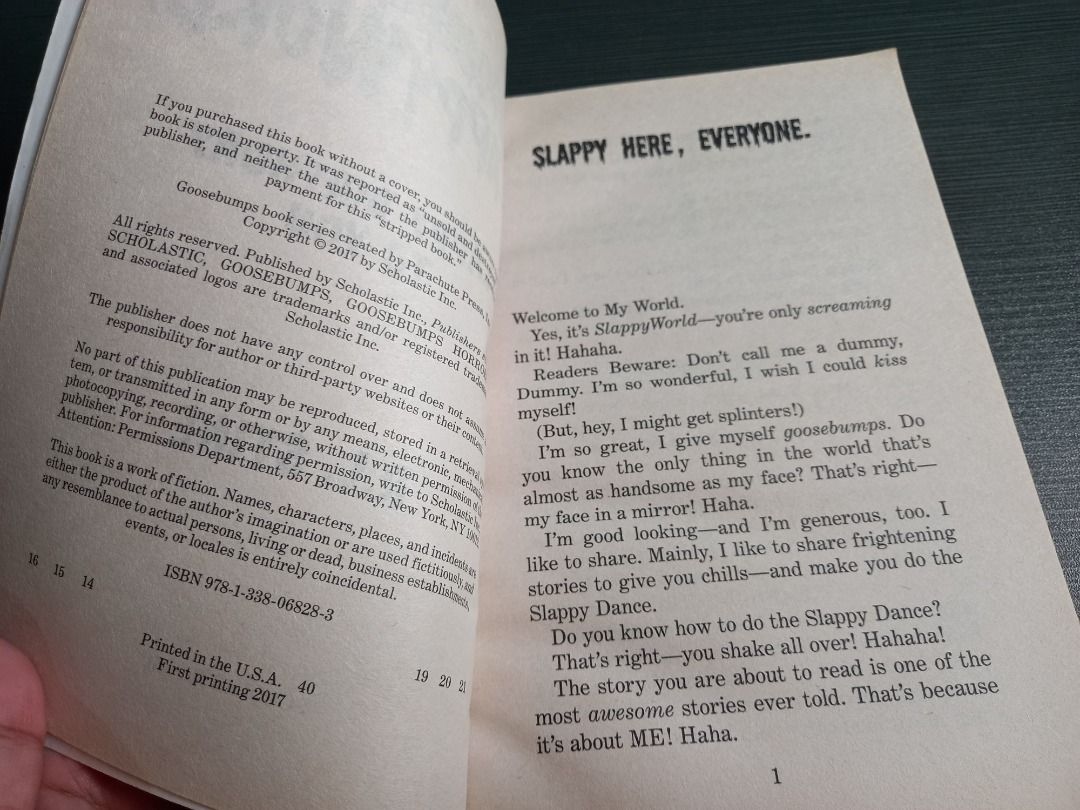 If you purchased this book without a cover, you should be
book is stolen property. It was reported as "unsold and
publisher, and neither the author nor the publisher has
payment for this "stripped book."
Goosebumps book series created by Parachute Press,
Copyright © 2017 by Scholastic Inc.
All rights reserved. Published by Scholastic Inc., Publishers
SCHOLASTIC, GOOSEBUMPS, GOOSEBUMPS
and associated logos are trademarks and/or registered
Scholastic Inc.
The publisher does not have any control over and does not assume
responsibility for author or third-party websites or their
No part of this publication may be reproduced, stored in a retrieval
tem, or transmitted in any form or by any means, electronic,
photocopying, recording, or otherwise, without written permission of
publisher. For information regarding permission, write to Scholastic
Attention: Permissions Department, 557 Broadway, New York, NY
This book is a work of fiction. Names, characters, places, and incidents are
either the product of the author's imagination or are used fictitiously, and
any resemblance to actual persons, living or dead, business establishments,
events, or locales is entirely coincidental.
ISBN 978-1-338-06828-3
16 15 14 19 20 21
Printed in the U.S.A. 40
First printing 2017
SLAPPY HERE, EVERYONE.
Welcome to My World.
Yes, it's SlappyWorld—you're only screaming
in it! Hahaha.
Readers Beware: Don't call me a dummy,
Dummy. I'm so wonderful, I wish I could kiss
myself!
(But, hey, I might get splinters!)
I'm so great, I give myself goosebumps. Do
you know the only thing in the world that's
almost as handsome as my face? That's right—
my face in a mirror! Haha.
I'm good looking—and I'm generous, too. I
like to share. Mainly, I like to share frightening
stories to give you chills—and make you do the
Slappy Dance.
Do you know how to do the Slappy Dance?
That's right—you shake all over! Hahaha!
The story you are about to read is one of the
most awesome stories ever told. That's because
it's about ME! Haha.
1